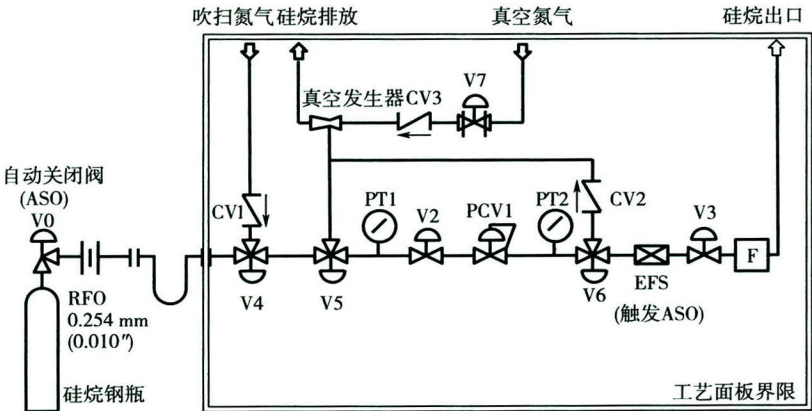 吹扫氮气
硅烷排放
真空氮气
硅烷出口
V7
真空发生器
CV3
自动关闭阀
(ASO)
V0
CV1
PT1
V2
PCV1
PT2
CV2
V3
F
RFO
0.254 mm
(0.010″)
V4
V5
V6
EFS
(触发ASO)
硅烷钢瓶
工艺面板界限